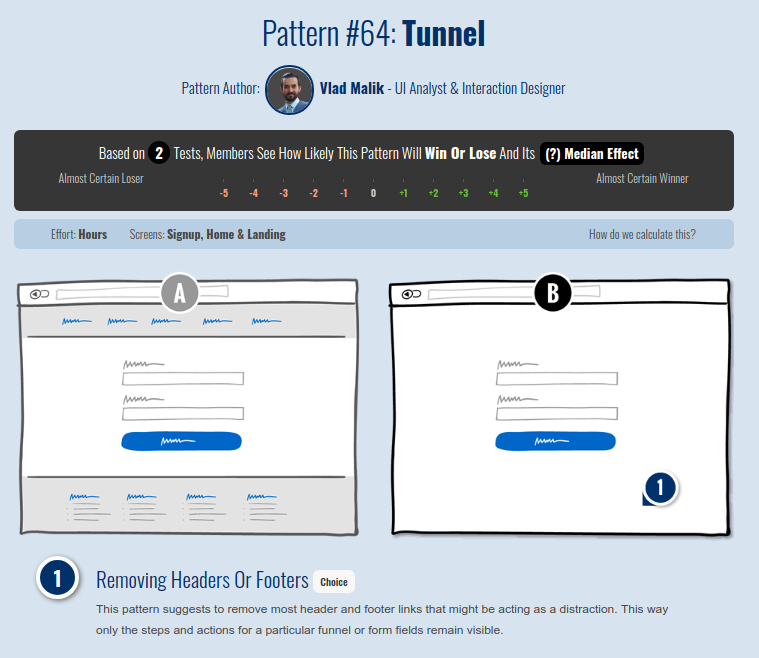 Pattern #64: Tunnel
Pattern Author: Vlad Malik - UI Analyst & Interaction Designer
Based on 2 Tests, Members See How Likely This Pattern Will Win Or Lose And Its (?) Median Effect
Almost Certain Loser -5 -4 -3 -2 -1 0 +1 +2 +3 +4 +5 Almost Certain Winner
Effort: Hours Screens: Signup, Home & Landing How do we calculate this?
A B
1
1 Removing Headers Or Footers Choice
This pattern suggests to remove most header and footer links that might be acting as a distraction. This way
only the steps and actions for a particular funnel or form fields remain visible.